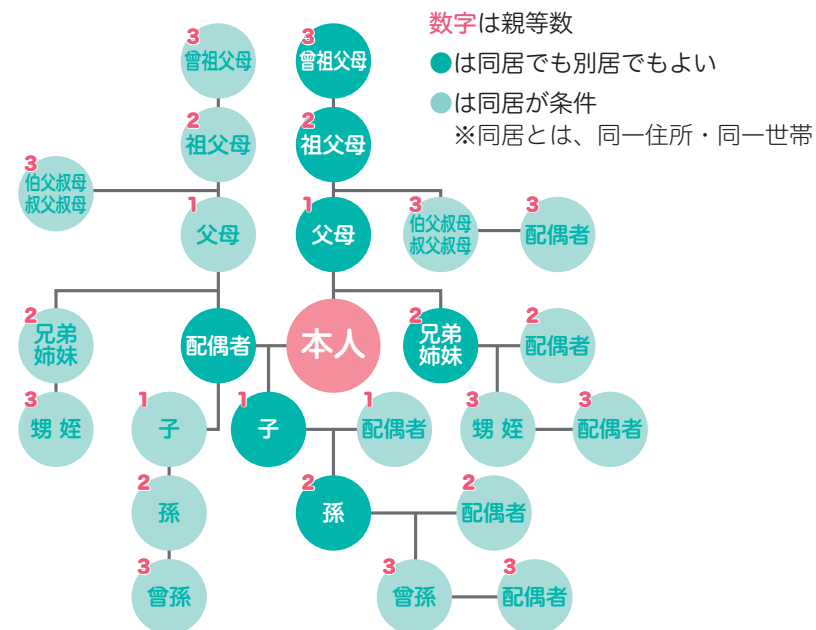 数字は親等数
●は同居でも別居でもよい
●は同居が条件
※同居とは、同一住所・同一世帯
3
曾祖父母
3
曾祖父母
2
祖父母
2
祖父母
3
伯父叔母
叔父叔母
1
父母
1
父母
3
伯父叔母
叔父叔母
3
配偶者
2
兄弟
姉妹
配偶者
本人
2
兄弟
姉妹
2
配偶者
3
甥 姪
1
子
1
子
1
配偶者
3
甥 姪
3
配偶者
2
孫
2
孫
2
配偶者
3
曾孫
3
曾孫
3
配偶者